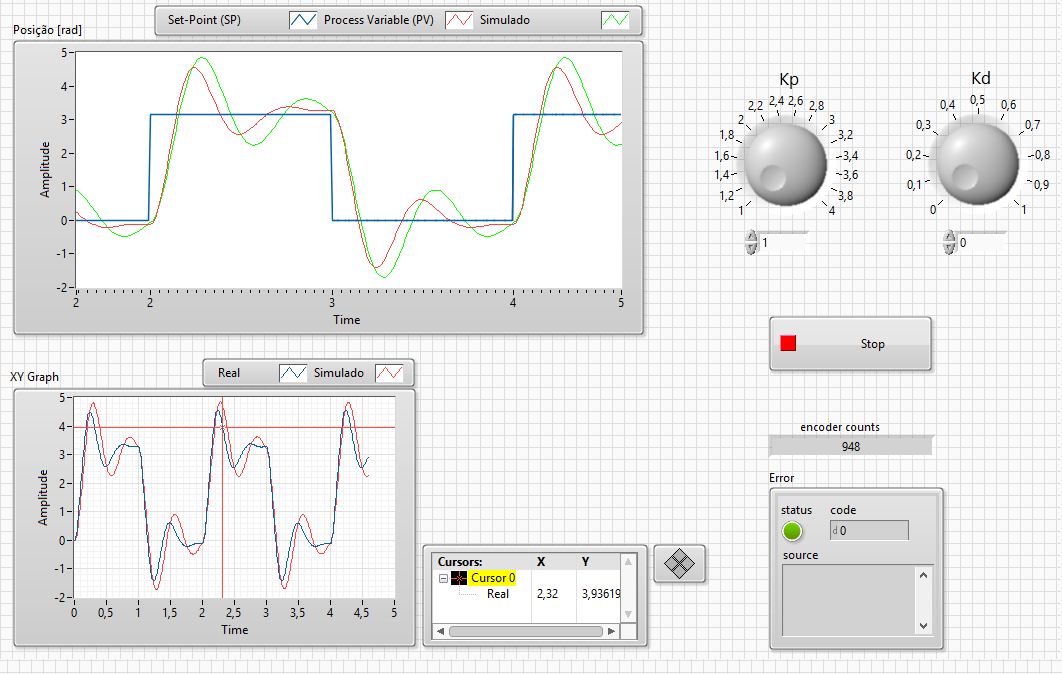 Set-Point (SP) Process Variable (PV) Simulado
Posição [rad]
5
4
3
2
1
0
-1
-2
Amplitude
2 2 3 4 5
Time
Kp
1 1,2 1,4 1,6 1,8 2 2,2 2,4 2,6 2,8 3 3,2 3,4 3,6 3,8 4
1
Kd
0 0,1 0,2 0,3 0,4 0,5 0,6 0,7 0,8 0,9 1
0
Stop
Real Simulado
XY Graph
5
4
3
2
1
0
-1
-2
Amplitude
0 0,5 1 1,5 2 2,5 3 3,5 4 4,5 5
Time
Cursors: X Y
Cursor 0
Real 2,32 3,93619
encoder counts
948
Error
status code
d 0
source